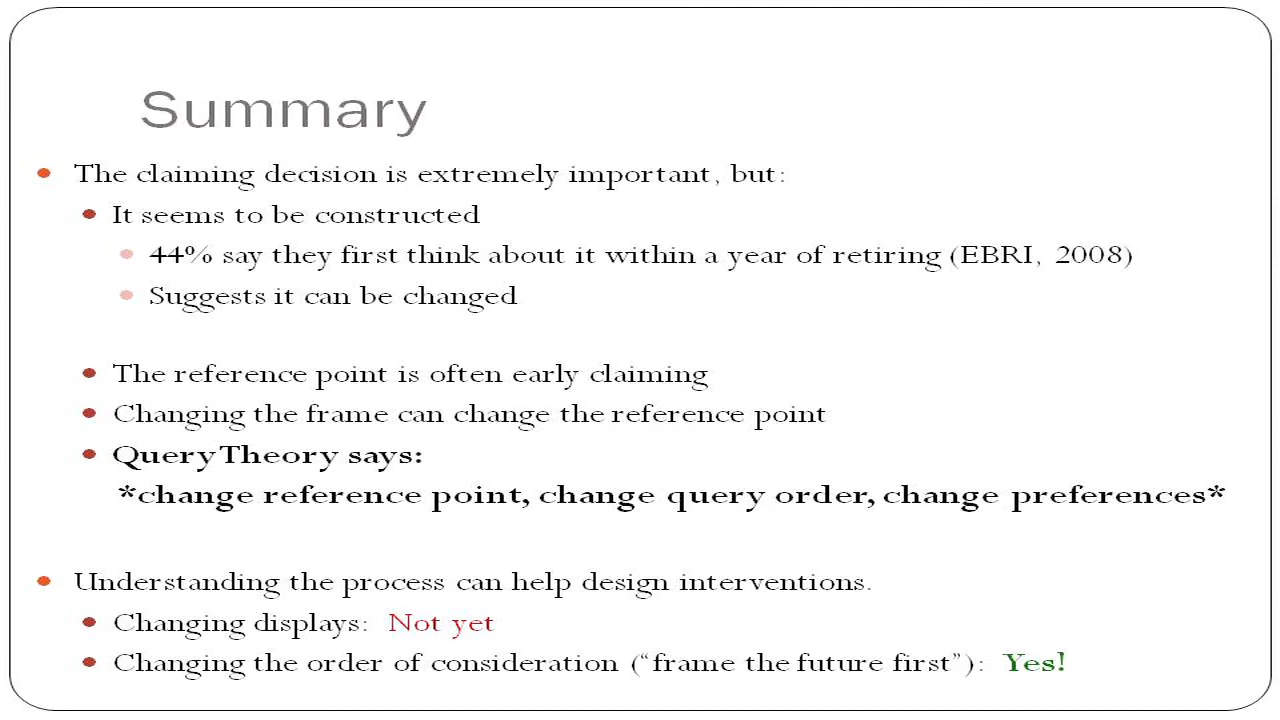 Summary
The claiming decision is extremely important, but:
It seems to be constructed
44% say they first think about it within a year of retiring (EBRI, 2008)
Suggests it can be changed
The reference point is often early claiming
Changing the frame can change the reference point
Query Theory says:
*change reference point, change query order, change preferences*
Understanding the process can help design interventions.
Changing displays: Not yet
Changing the order of consideration (“frame the future first”): Yes!